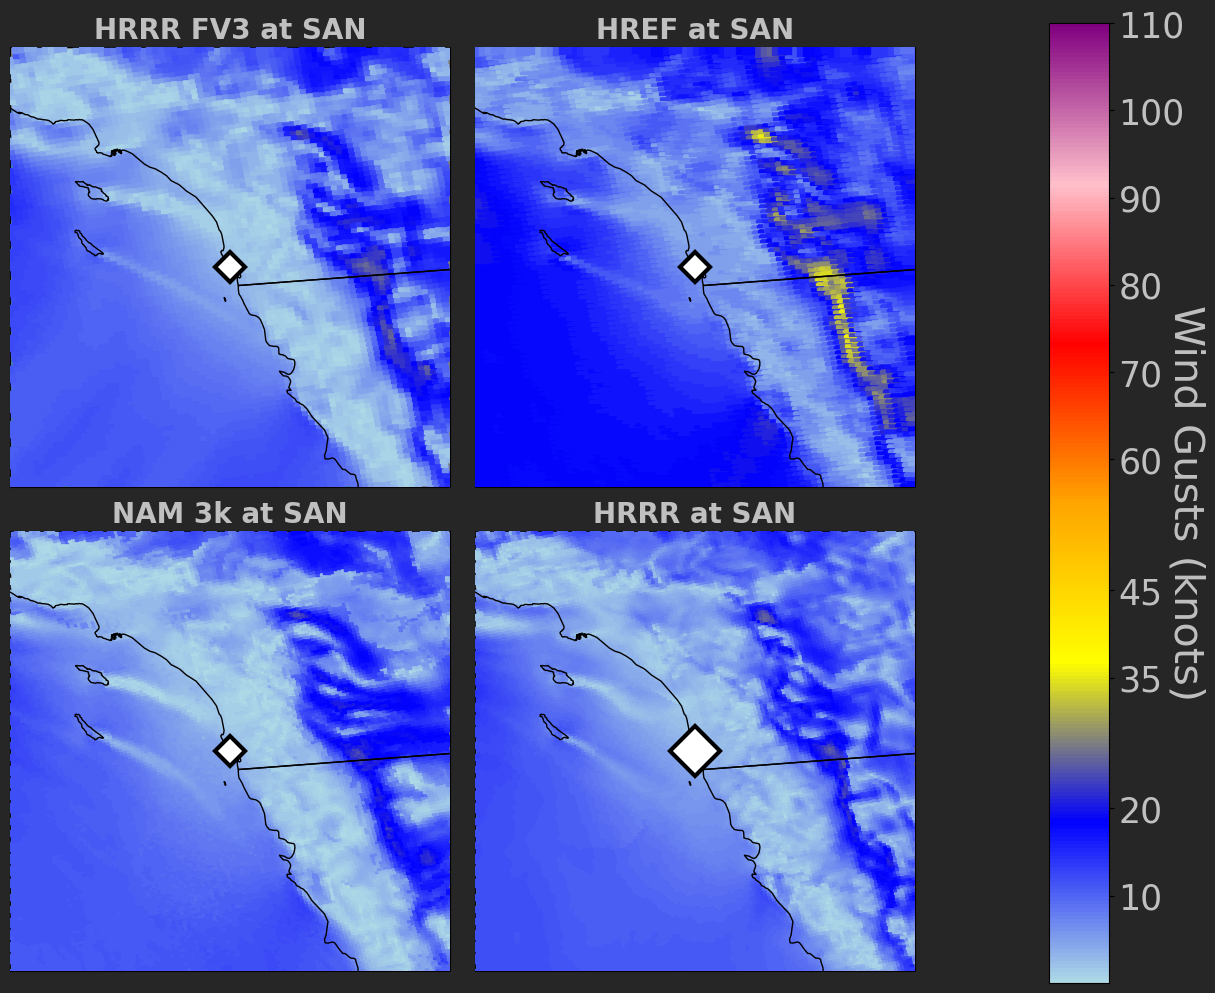 HRRR FV3 at SAN
HREF at SAN
NAM 3k at SAN
HRRR at SAN
110
100
90
80
70
60
45
35
20
10
Wind Gusts (knots)